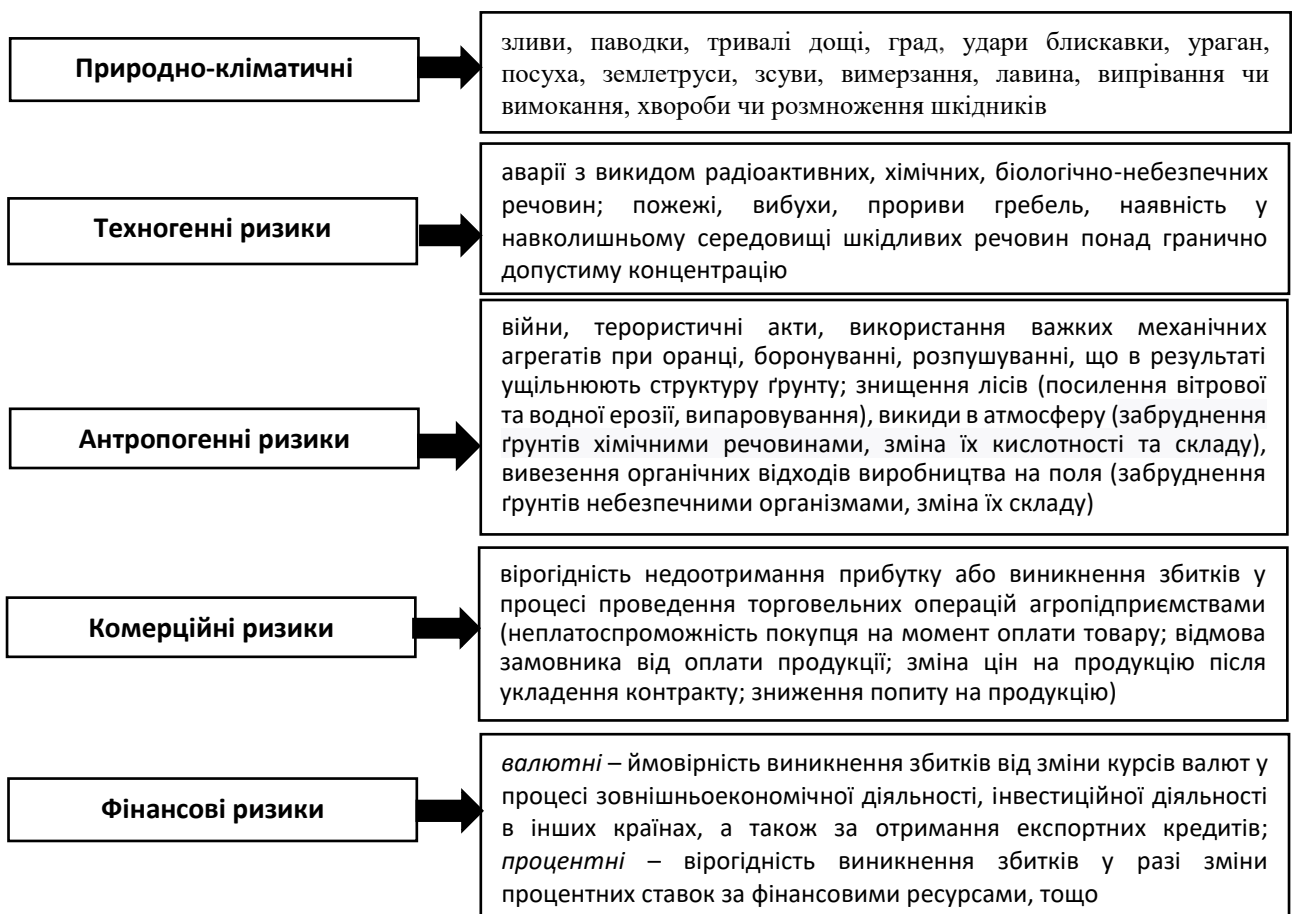 Природно-кліматичні
зливи, паводки, тривалі дощі, град, удари блискавки, ураган,
посуха, землетруси, зсуви, вимерзання, лавина, випрівання чи
вимокання, хвороби чи розмноження шкідників
Техногенні ризики
аварії з викидом радіоактивних, хімічних, біологічно-небезпечних
речовин; пожежі, вибухи, прориви гребель, наявність у
навколишньому середовищі шкідливих речовин понад гранично
допустиму концентрацію
Антропогенні ризики
війни, терористичні акти, використання важких механічних
агрегатів при оранці, боронуванні, розпушуванні, що в результаті
ущільнюють структуру ґрунту; знищення лісів (посилення вітрової
та водної ерозії, випаровування), викиди в атмосферу (забруднення
ґрунтів хімічними речовинами, зміна їх кислотності та складу),
вивезення органічних відходів виробництва на поля (забруднення
ґрунтів небезпечними організмами, зміна їх складу)
Комерційні ризики
вірогідність недоотримання прибутку або виникнення збитків у
процесі проведення торговельних операцій агропідприємствами
(неплатоспроможність покупця на момент оплати товару; відмова
замовника від оплати продукції; зміна цін на продукцію після
укладення контракту; зниження попиту на продукцію)
Фінансові ризики
валютні – ймовірність виникнення збитків від зміни курсів валют у
процесі зовнішньоекономічної діяльності, інвестиційної діяльності
в інших країнах, а також за отримання експортних кредитів;
процентні – вірогідність виникнення збитків у разі зміни
процентних ставок за фінансовими ресурсами, тощо